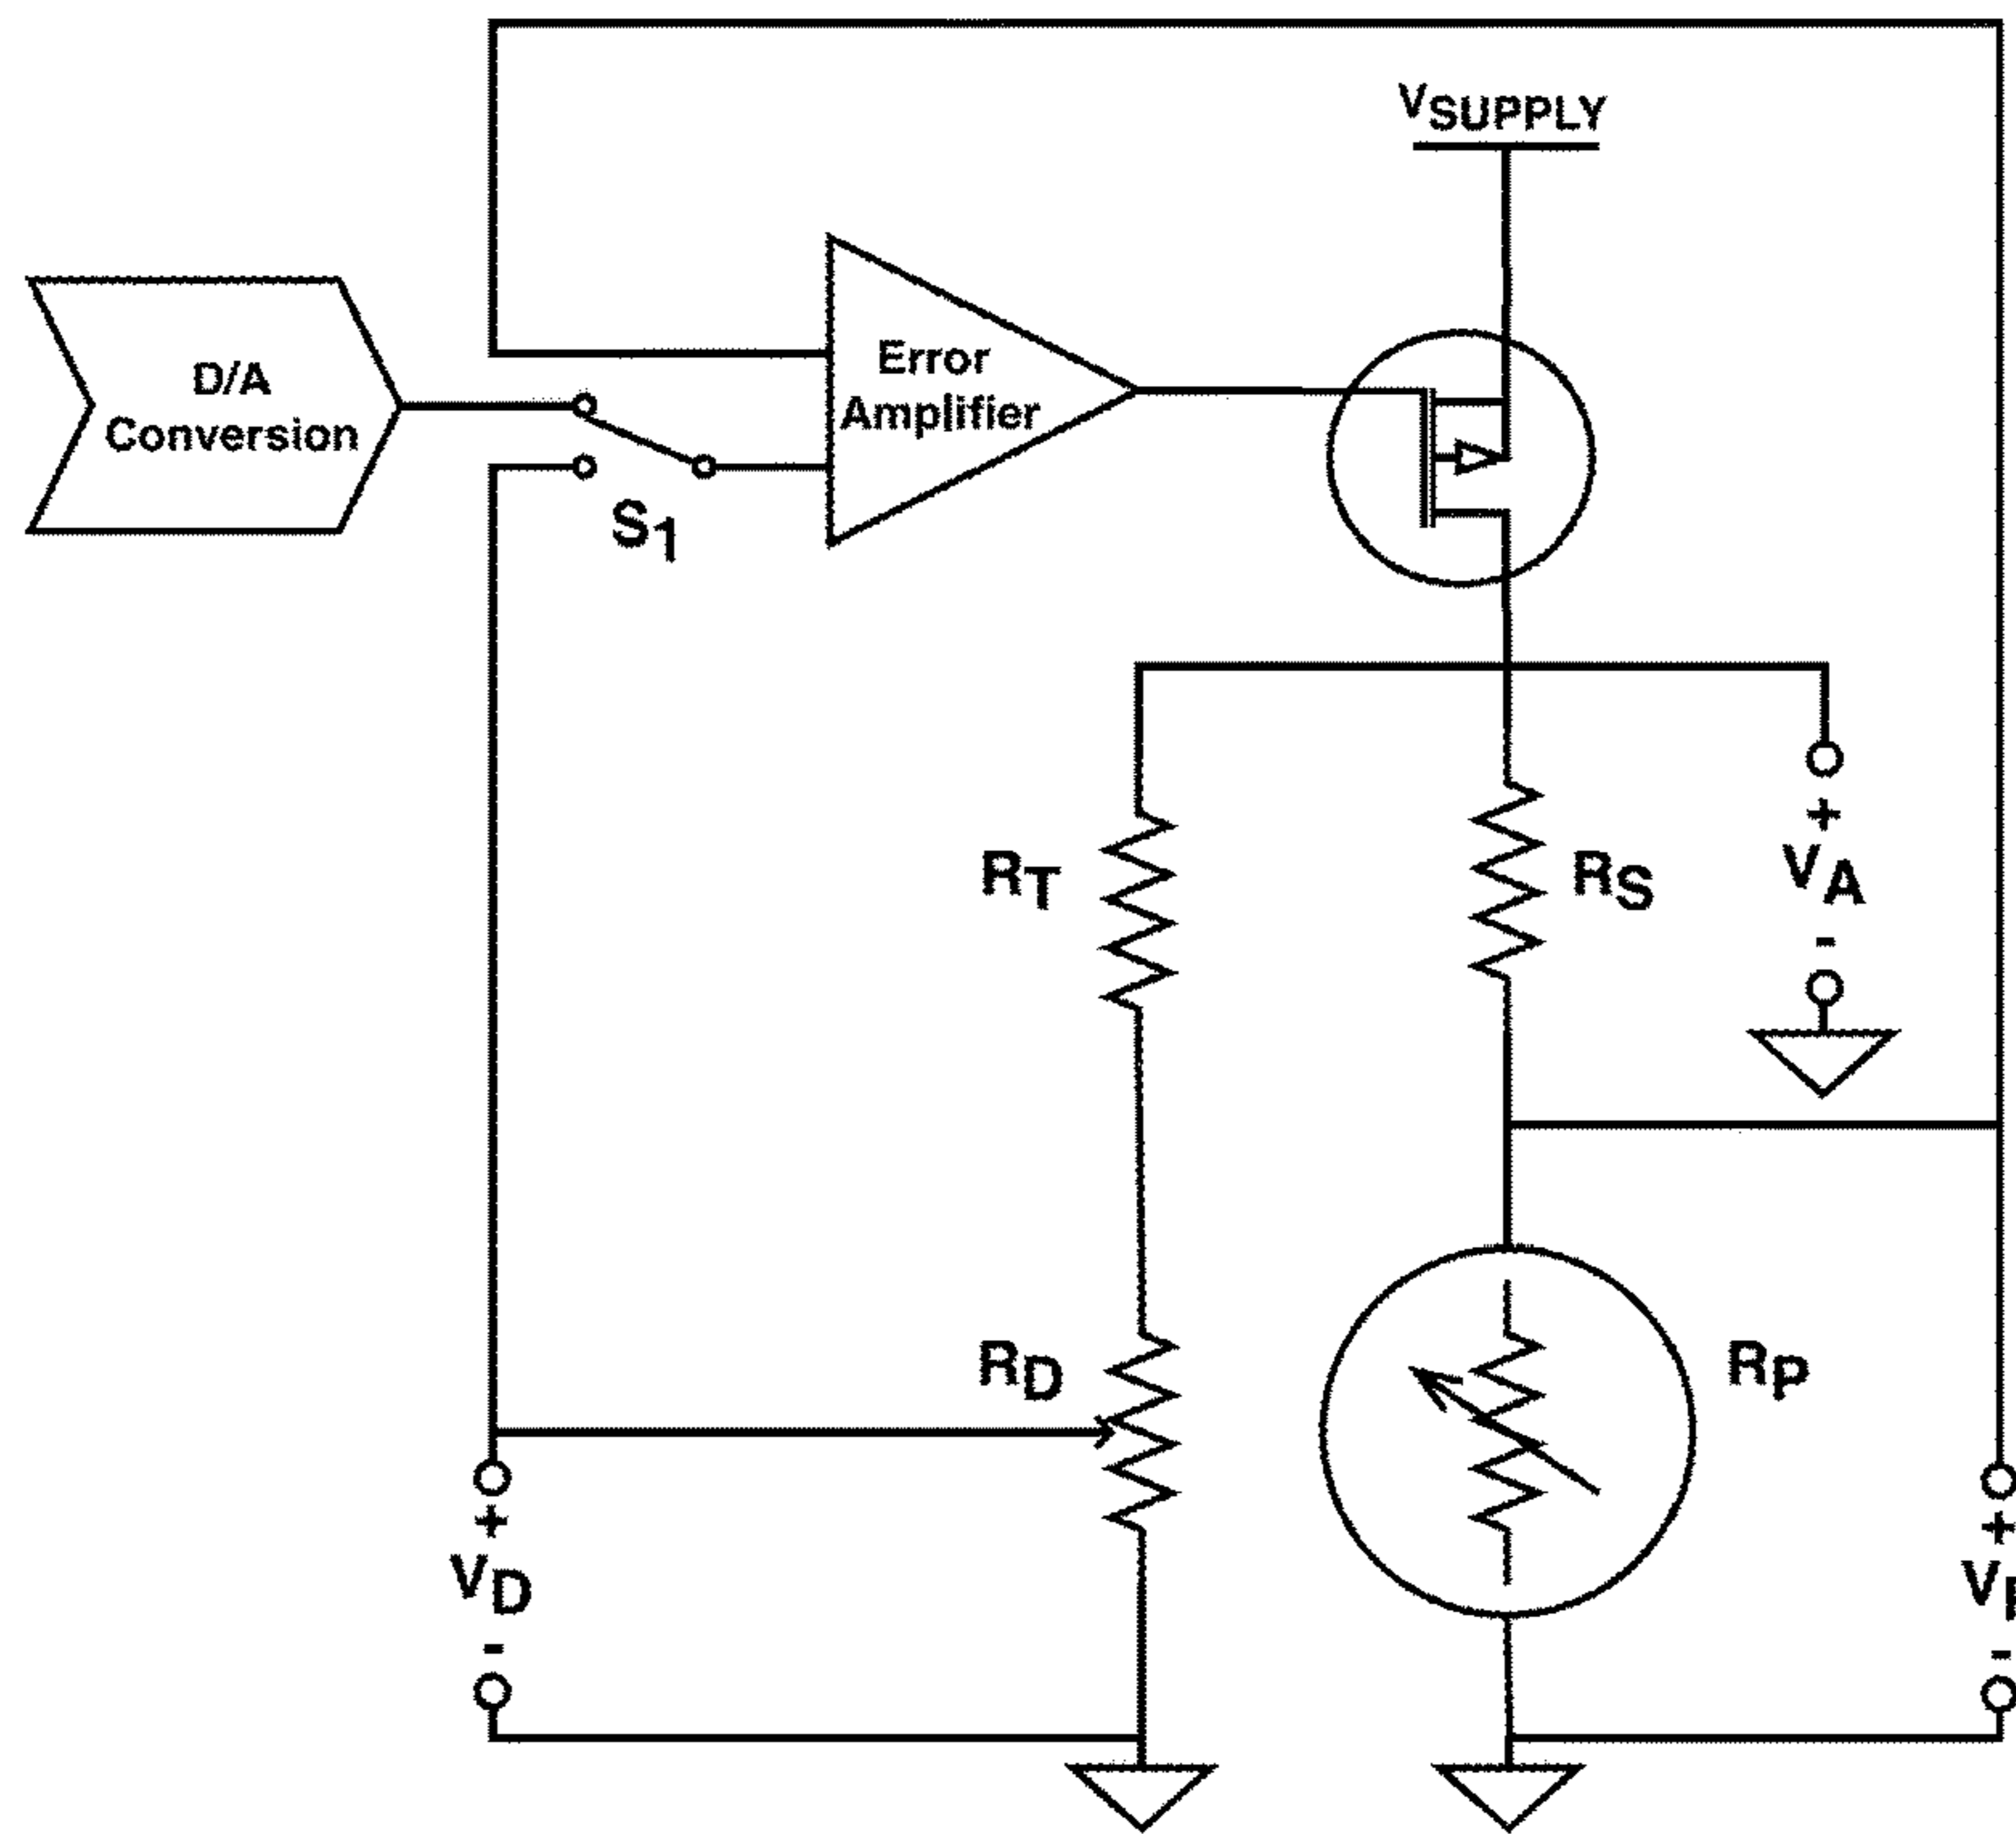 VSUPPLY
D/A
Conversion
Error
Amplifier
S1
RT
RS
+
VA
-
RD
RP
+
VD
-
+
V
-